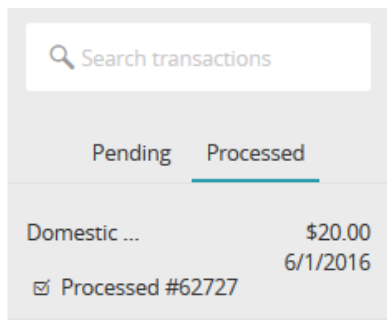 Search transactions
Pending Processed
Domestic ... $20.00
6/1/2016
Processed #62727